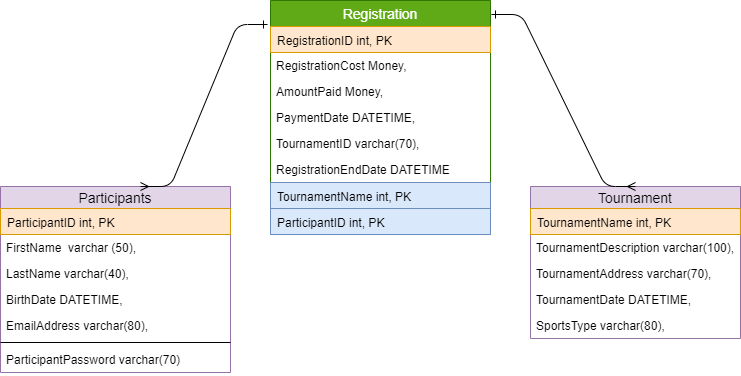 Registration
RegistrationID int, PK
RegistrationCost Money,
AmountPaid Money,
PaymentDate DATETIME,
TournamentID varchar(70),
RegistrationEndDate DATETIME
TournamentName int, PK
ParticipantID int, PK
Participants
ParticipantID int, PK
FirstName varchar (50),
LastName varchar(40),
BirthDate DATETIME,
EmailAddress varchar(80),
ParticipantPassword varchar(70)
Tournament
TournamentName int, PK
TournamentDescription varchar(100),
TournamentAddress varchar(70),
TournamentDate DATETIME,
SportsType varchar(80),